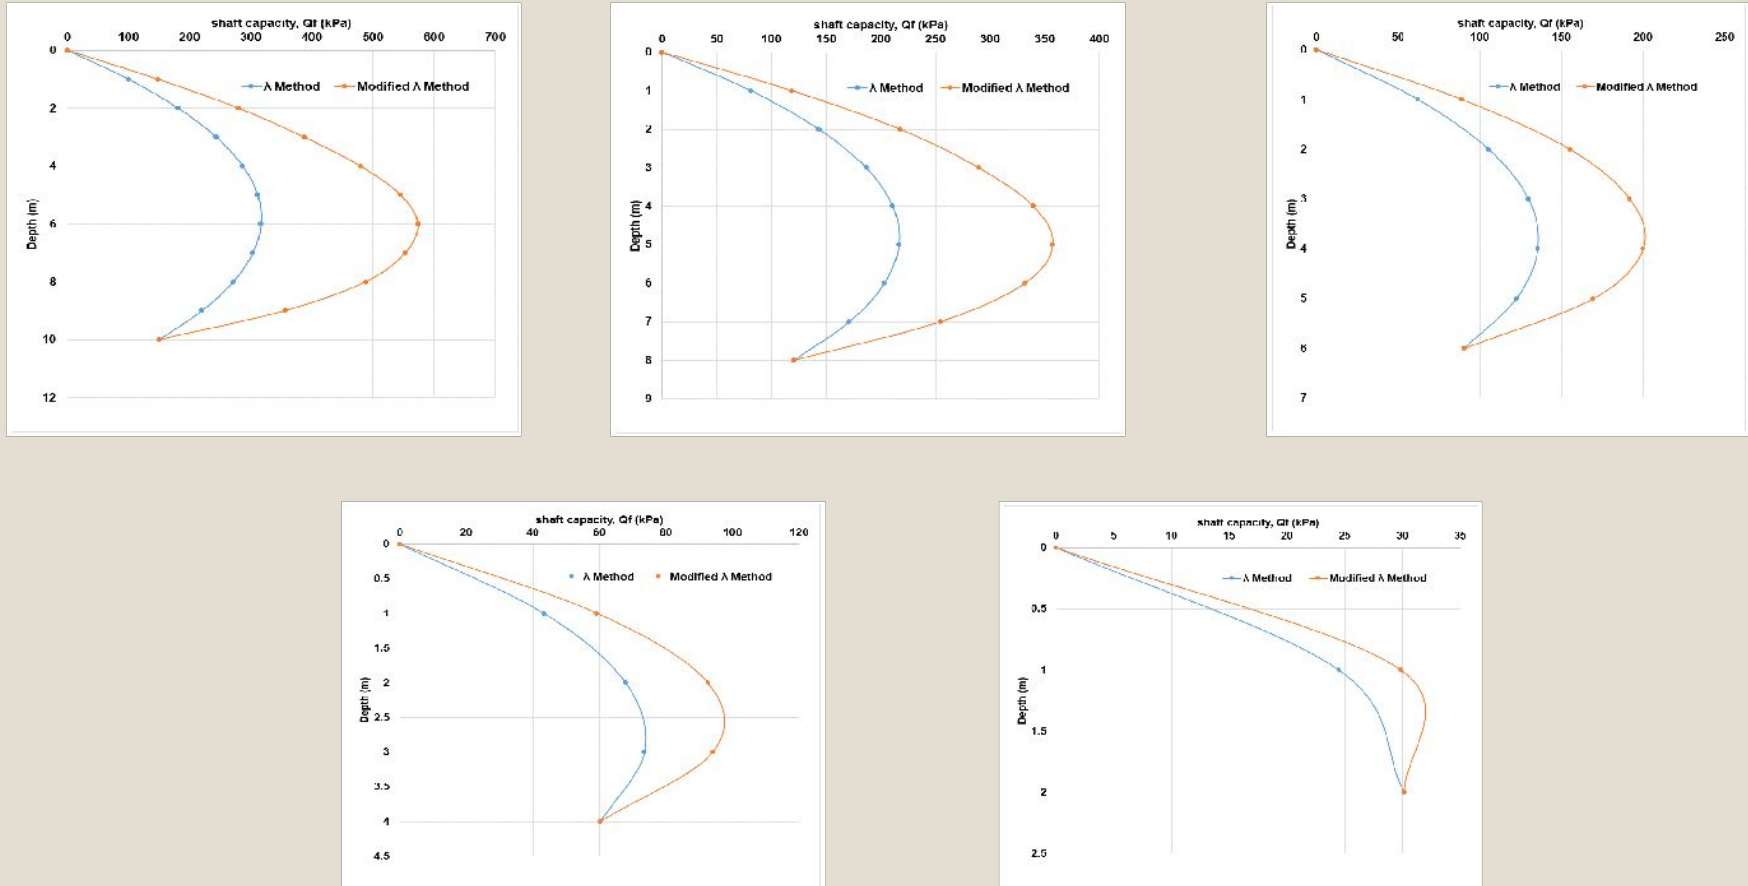 shaft capacity, Qf (kPa)
0 100 200 300 400 500 600 700
λ Method Modified λ Method
Depth (m)
0
2
4
6
8
10
12
shaft capacity, Qf (kPa)
0 50 100 150 200 250 300 350 400
λ Method Modified λ Method
Depth (m)
0
1
2
3
4
5
6
7
8
9
shaft capacity, Qf (kPa)
0 50 100 150 200 250
λ Method Modified λ Method
Depth (m)
0
1
2
3
4
5
6
7
shaft capacity, Qf (kPa)
0 20 40 60 80 100 120
λ Method Modified λ Method
Depth (m)
0
0.5
1
1.5
2
2.5
3
3.5
4
4.5
shaft capacity, Qf (kPa)
0 5 10 15 20 25 30 35
λ Method Modified λ Method
Depth (m)
0
0.5
1
1.5
2
2.5